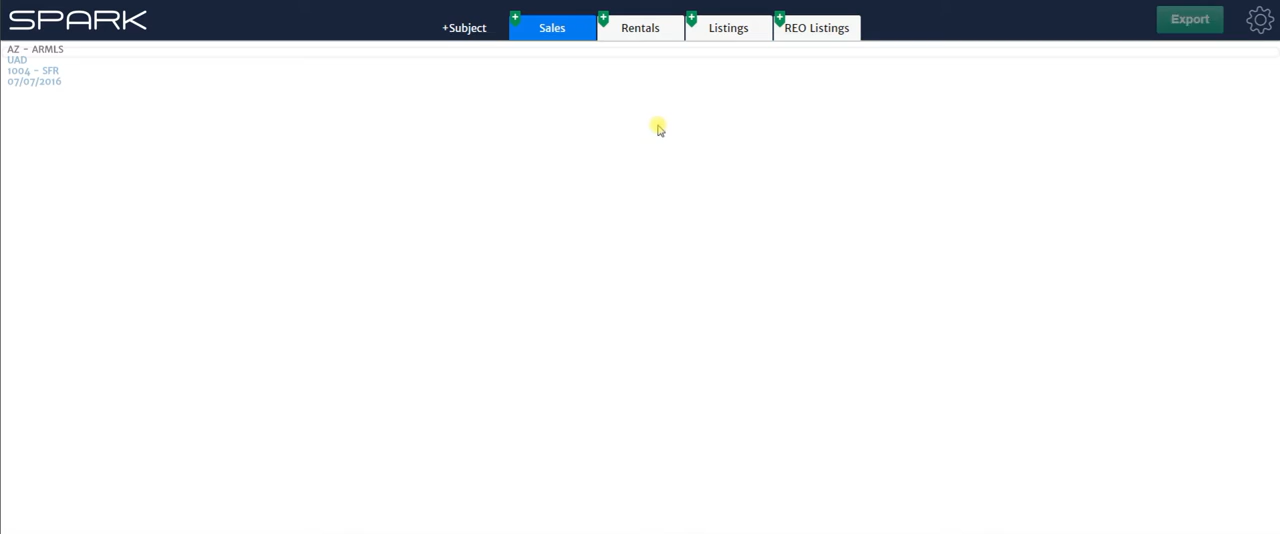 SPARK
+Subject
+ Sales
+ Rentals
+ Listings
+ REO Listings
Export
AZ - ARMLS
UAD
1004 - SFR
07/07/2016